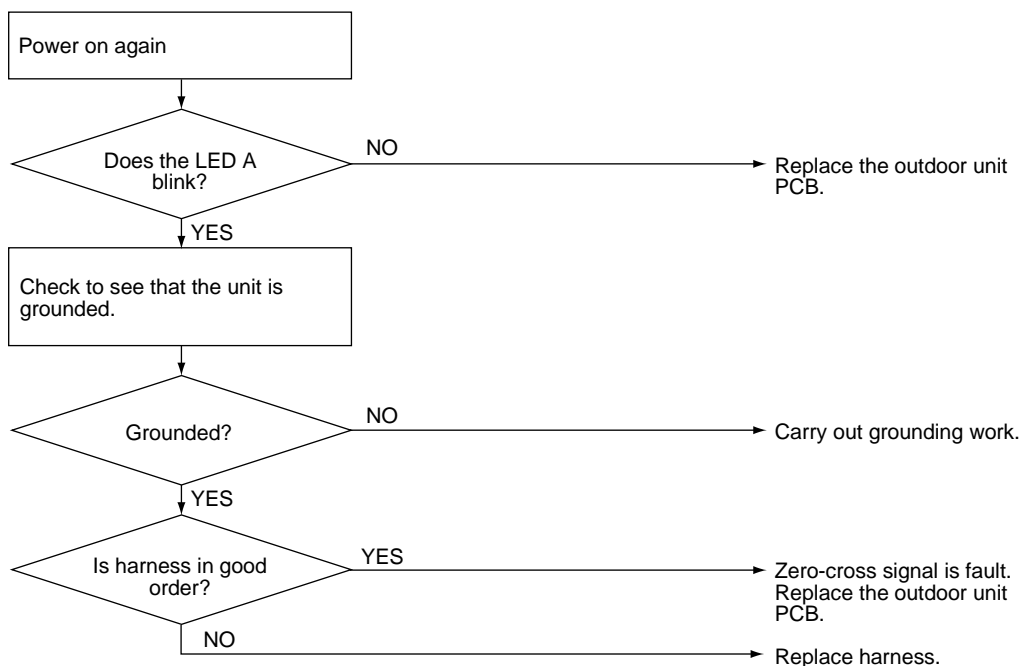 Power on again
Does the LED A
blink?
NO
Replace the outdoor unit
PCB.
YES
Check to see that the unit is
grounded.
Grounded?
NO
Carry out grounding work.
YES
Is harness in good
order?
YES
Zero-cross signal is fault.
Replace the outdoor unit
PCB.
NO
Replace harness.